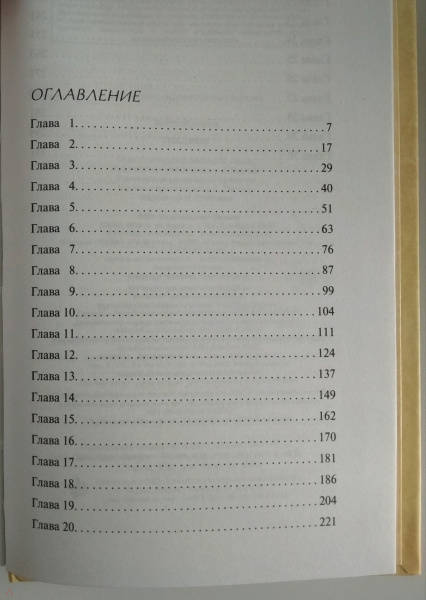 ОГЛАВЛЕНИЕ
Глава 1. . . . . . . . . . . . . . . . . . . . . . . . . . . . . . 7
Глава 2. . . . . . . . . . . . . . . . . . . . . . . . . . . . . . 17
Глава 3. . . . . . . . . . . . . . . . . . . . . . . . . . . . . . 29
Глава 4. . . . . . . . . . . . . . . . . . . . . . . . . . . . . . 40
Глава 5. . . . . . . . . . . . . . . . . . . . . . . . . . . . . . 51
Глава 6. . . . . . . . . . . . . . . . . . . . . . . . . . . . . . 63
Глава 7. . . . . . . . . . . . . . . . . . . . . . . . . . . . . . 76
Глава 8. . . . . . . . . . . . . . . . . . . . . . . . . . . . . . 87
Глава 9. . . . . . . . . . . . . . . . . . . . . . . . . . . . . . 99
Глава 10. . . . . . . . . . . . . . . . . . . . . . . . . . . . . . 104
Глава 11. . . . . . . . . . . . . . . . . . . . . . . . . . . . . . 111
Глава 12. . . . . . . . . . . . . . . . . . . . . . . . . . . . . . 124
Глава 13. . . . . . . . . . . . . . . . . . . . . . . . . . . . . . 137
Глава 14. . . . . . . . . . . . . . . . . . . . . . . . . . . . . . 149
Глава 15. . . . . . . . . . . . . . . . . . . . . . . . . . . . . . 162
Глава 16. . . . . . . . . . . . . . . . . . . . . . . . . . . . . . 170
Глава 17. . . . . . . . . . . . . . . . . . . . . . . . . . . . . . 181
Глава 18. . . . . . . . . . . . . . . . . . . . . . . . . . . . . . 186
Глава 19. . . . . . . . . . . . . . . . . . . . . . . . . . . . . . 204
Глава 20. . . . . . . . . . . . . . . . . . . . . . . . . . . . . . 221